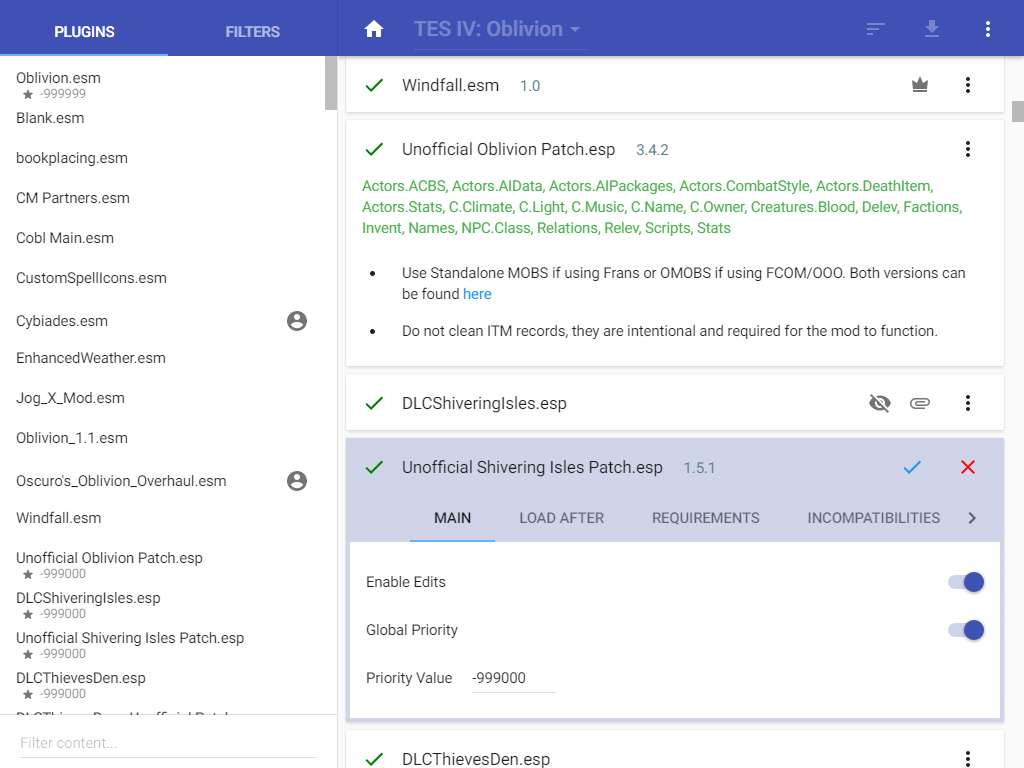 PLUGINS
FILTERS
TES IV: Oblivion
Oblivion.esm
-999999
Blank.esm
bookplacing.esm
CM Partners.esm
Cobl Main.esm
CustomSpellIcons.esm
Cybiades.esm
EnhancedWeather.esm
Jog_X_Mod.esm
Oblivion_1.1.esm
Oscuro's_Oblivion_Overhaul.esm
Windfall.esm
Unofficial Oblivion Patch.esp
-999000
DLCShiveringIsles.esp
-999000
Unofficial Shivering Isles Patch.esp
-999000
DLCThievesDen.esp
-999000
Filter content...
Windfall.esm 1.0
Unofficial Oblivion Patch.esp 3.4.2
Actors.ACBS, Actors.AIData, Actors.AIPackages, Actors.CombatStyle, Actors.DeathItem,
Actors.Stats, C.Climate, C.Light, C.Music, C.Name, C.Owner, Creatures.Blood, Delev, Factions,
Invent, Names, NPC.Class, Relations, Relev, Scripts, Stats
• Use Standalone MOBS if using Frans or OMOBS if using FCOM/OOO. Both versions can
be found here
• Do not clean ITM records, they are intentional and required for the mod to function.
DLCShiveringIsles.esp
Unofficial Shivering Isles Patch.esp 1.5.1
MAIN LOAD AFTER REQUIREMENTS INCOMPATIBILITIES
Enable Edits
Global Priority
Priority Value -999000
DLCThievesDen.esp